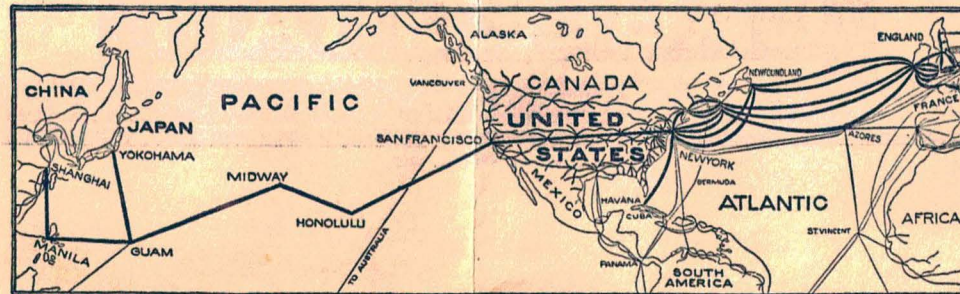 ALASKA
ENGLAND
VANCOUVER
CANADA
NEWFOUNDLAND
CHINA
PACIFIC
FRANCE
UNITED
STATES
JAPAN
SAN FRANCISCO
AZORES
YOKOHAMA
NEW YORK
SHANGHAI
MIDWAY
MEXICO
BERMUDA
HAVANA
CUBA
ATLANTIC
HONOLULU
AFRICA
ST. VINCENT
MANILA
GUAM
TO AUSTRALIA
PANAMA
SOUTH
AMERICA